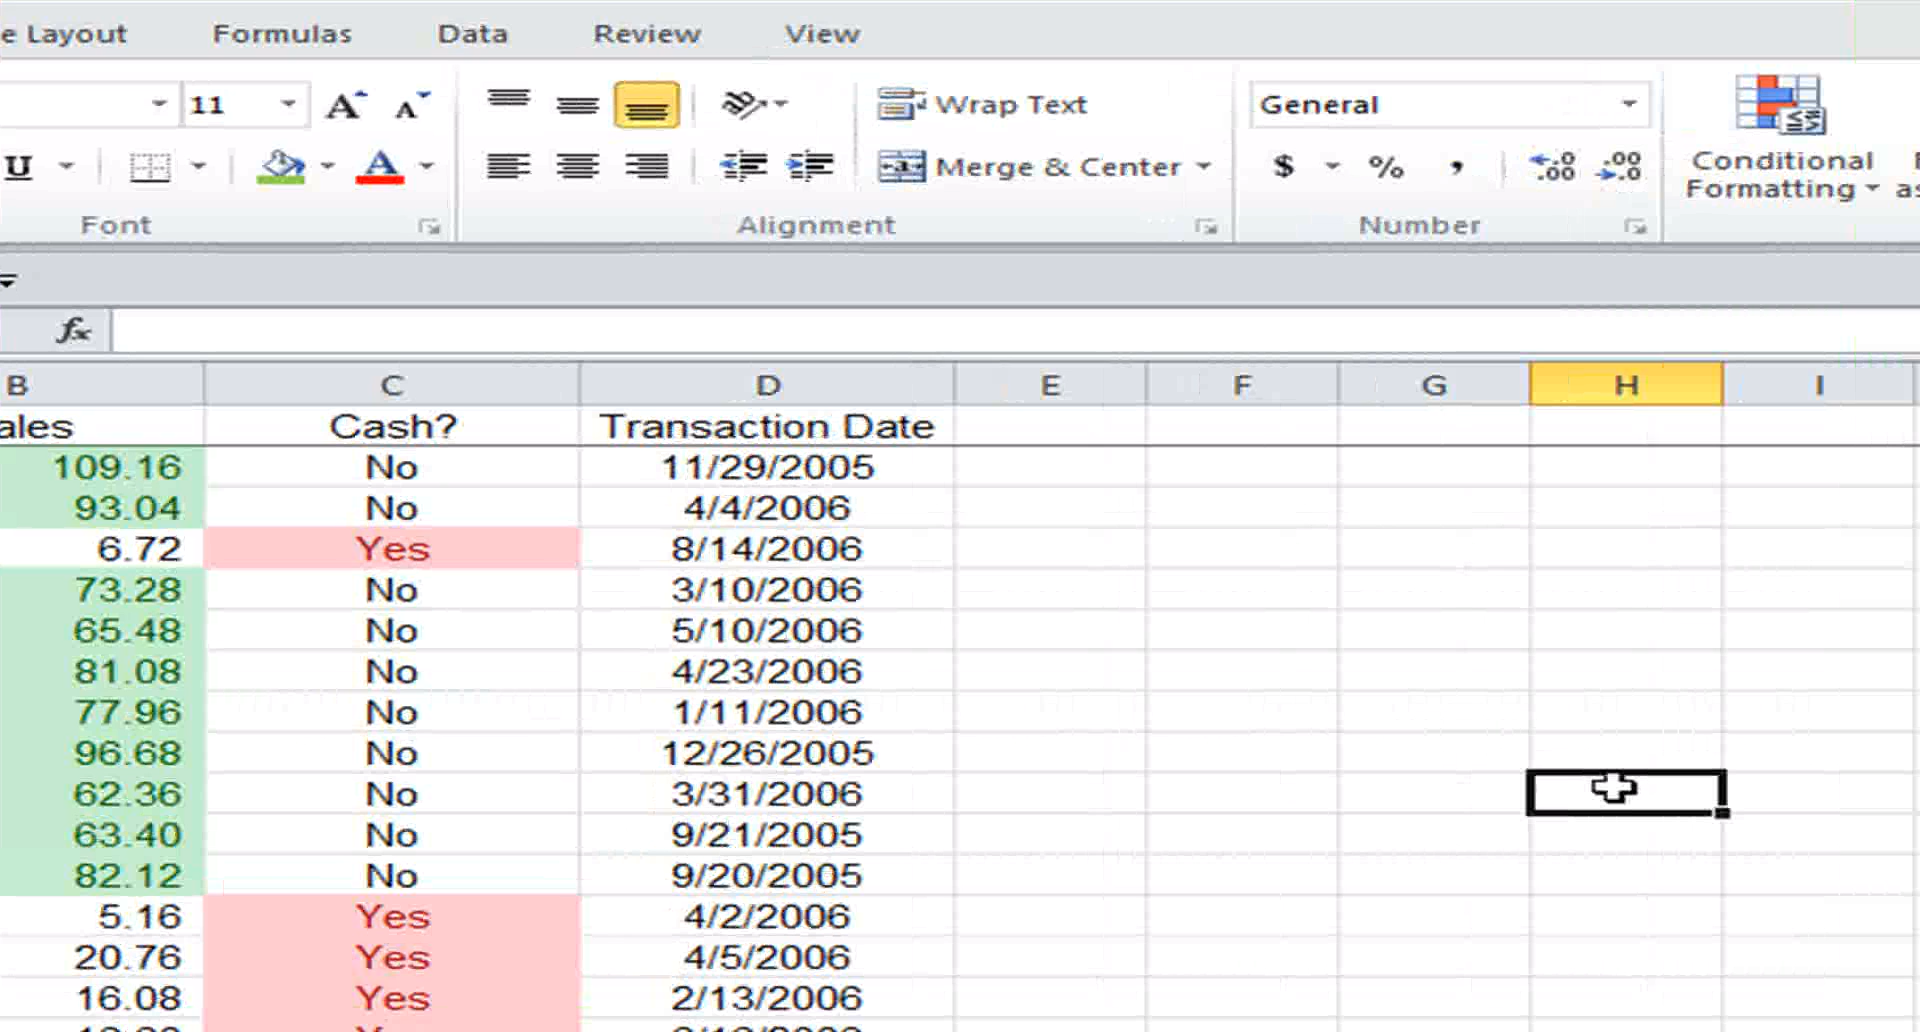 e Layout Formulas Data Review View
11 A A Wrap Text General
U A Merge & Center $ % , .00 .00 Conditional
Formatting as
Font Alignment Number
fx
B C D E F G H I
ales Cash? Transaction Date
109.16 No 11/29/2005
93.04 No 4/4/2006
6.72 Yes 8/14/2006
73.28 No 3/10/2006
65.48 No 5/10/2006
81.08 No 4/23/2006
77.96 No 1/11/2006
96.68 No 12/26/2005
62.36 No 3/31/2006
63.40 No 9/21/2005
82.12 No 9/20/2005
5.16 Yes 4/2/2006
20.76 Yes 4/5/2006
16.08 Yes 2/13/2006